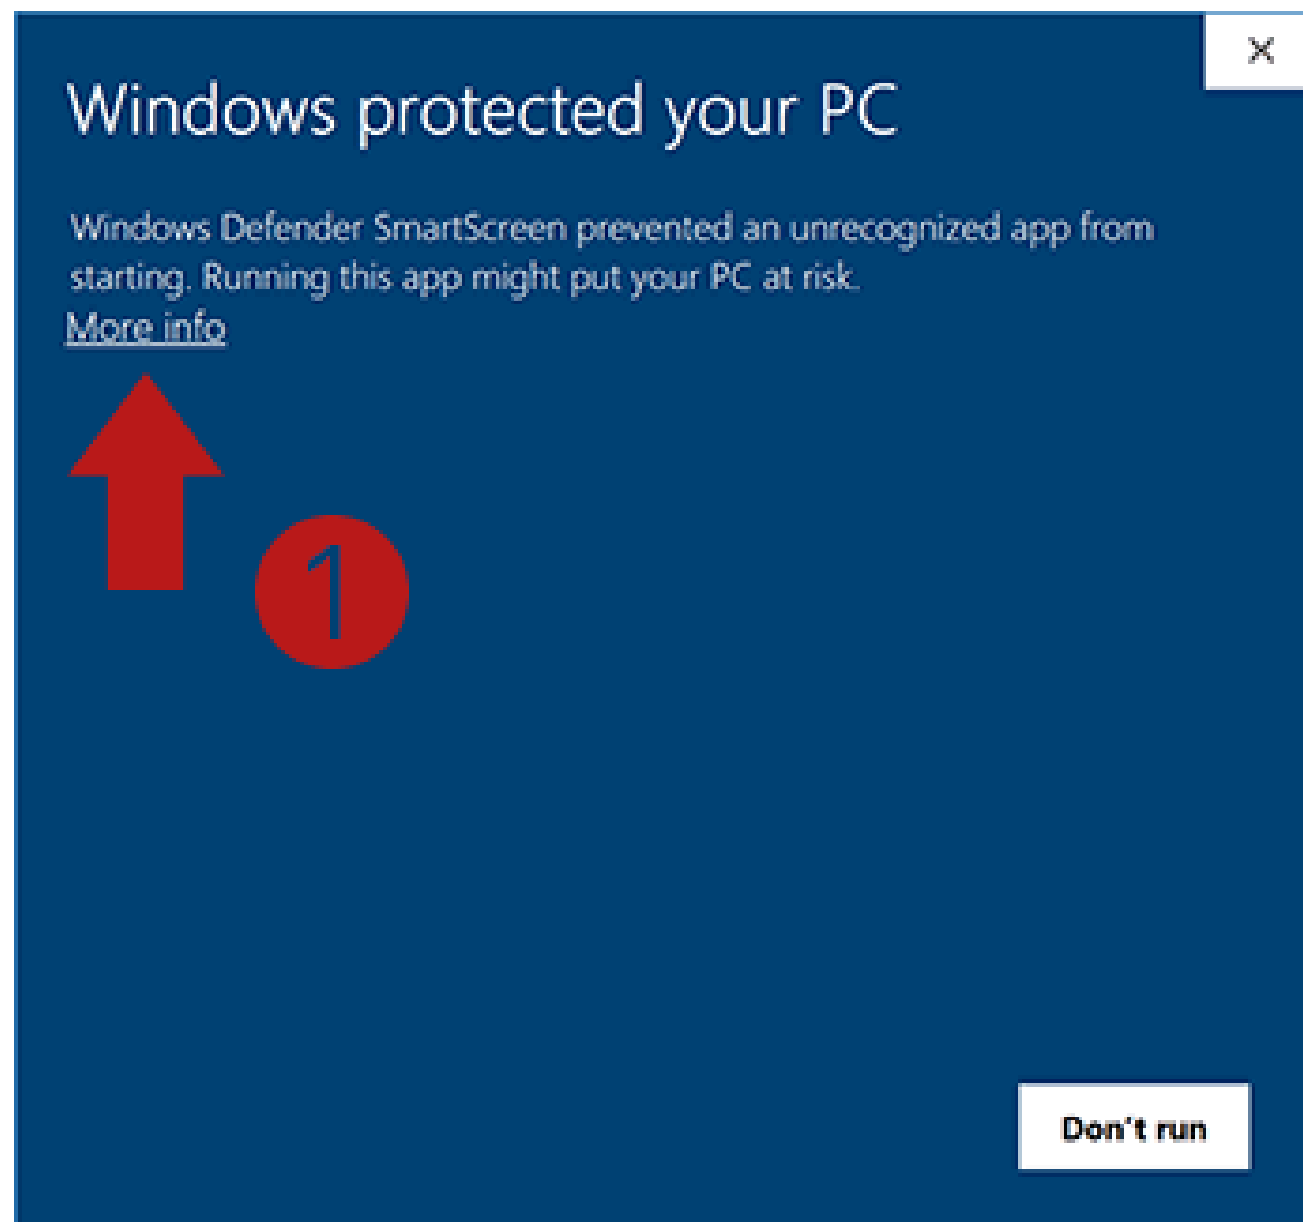 Windows protected your PC
Windows Defender SmartScreen prevented an unrecognized app from
starting. Running this app might put your PC at risk.
More info
1
Don't run